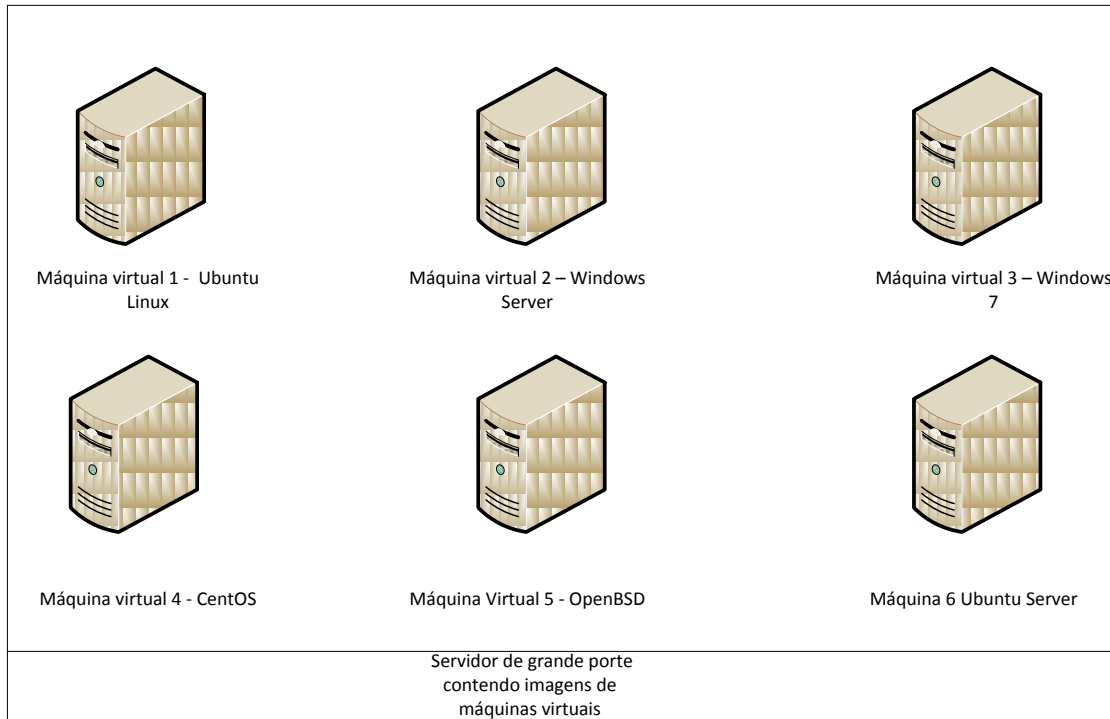 Máquina virtual 1 - Ubuntu
Linux
Máquina virtual 2 – Windows
Server
Máquina virtual 3 – Windows
7
Máquina virtual 4 - CentOS
Máquina Virtual 5 - OpenBSD
Máquina 6 Ubuntu Server
Servidor de grande porte
contendo imagens de
máquinas virtuais